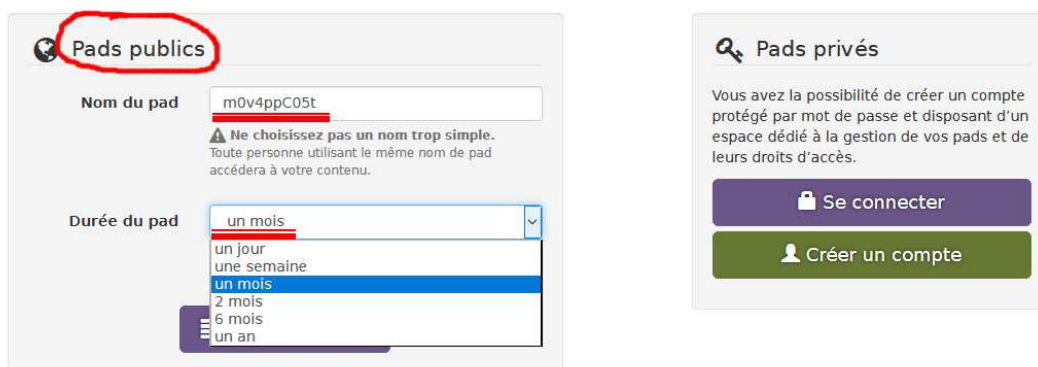 Pads publics
Nom du pad
m0v4ppC05t
Ne choisissez pas un nom trop simple.
Toute personne utilisant le même nom de pad
accédera à votre contenu.
Durée du pad
un mois
un jour
une semaine
un mois
2 mois
6 mois
un an
Pads privés
Vous avez la possibilité de créer un compte
protégé par mot de passe et disposant d'un
espace dédié à la gestion de vos pads et de
leurs droits d'accès.
Se connecter
Créer un compte